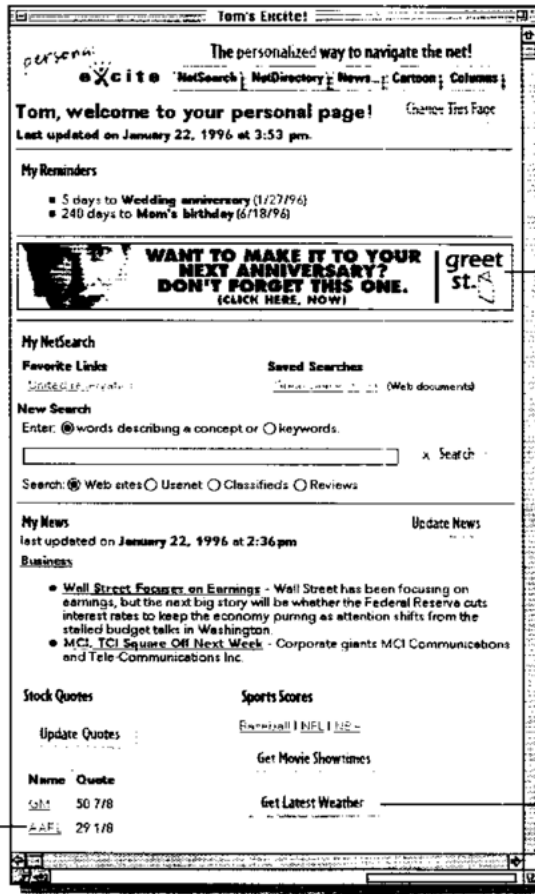 Tom's Excite!
personal
excite
The personalized way to navigate the net!
NetSearch NetDirectory News... Cartoon Columns
Tom, welcome to your personal page!
Change This Page
Last updated on January 22, 1996 at 3:53 pm.
My Reminders
5 days to Wedding anniversary (1/27/96)
240 days to Mom's birthday (6/18/96)
WANT TO MAKE IT TO YOUR
NEXT ANNIVERSARY?
DON'T FORGET THIS ONE.
(CLICK HERE, NOW)
greet
st.
My NetSearch
Favorite Links Saved Searches
United (Web documents)
New Search
Enter: words describing a concept or keywords.
x Search
Search: Web sites Usenet Classifieds Reviews
My News Update News
last updated on January 22, 1996 at 2:36pm
Business
Wall Street Focuses on Earnings - Wall Street has been focusing on
earnings, but the next big story will be whether the Federal Reserve cuts
interest rates to keep the economy puming as attention shifts from the
stalled budget talks in Washington.
MCI, TCI Square Off Next Week - Corporate giants MCI Communications
and Tele-Communications Inc.
Stock Quotes Sports Scores
Update Quotes Baseball | NFL |
Get Movie Showtimes
Name Quote
Get Latest Weather
GM 50 7/8
AAPL 29 1/8